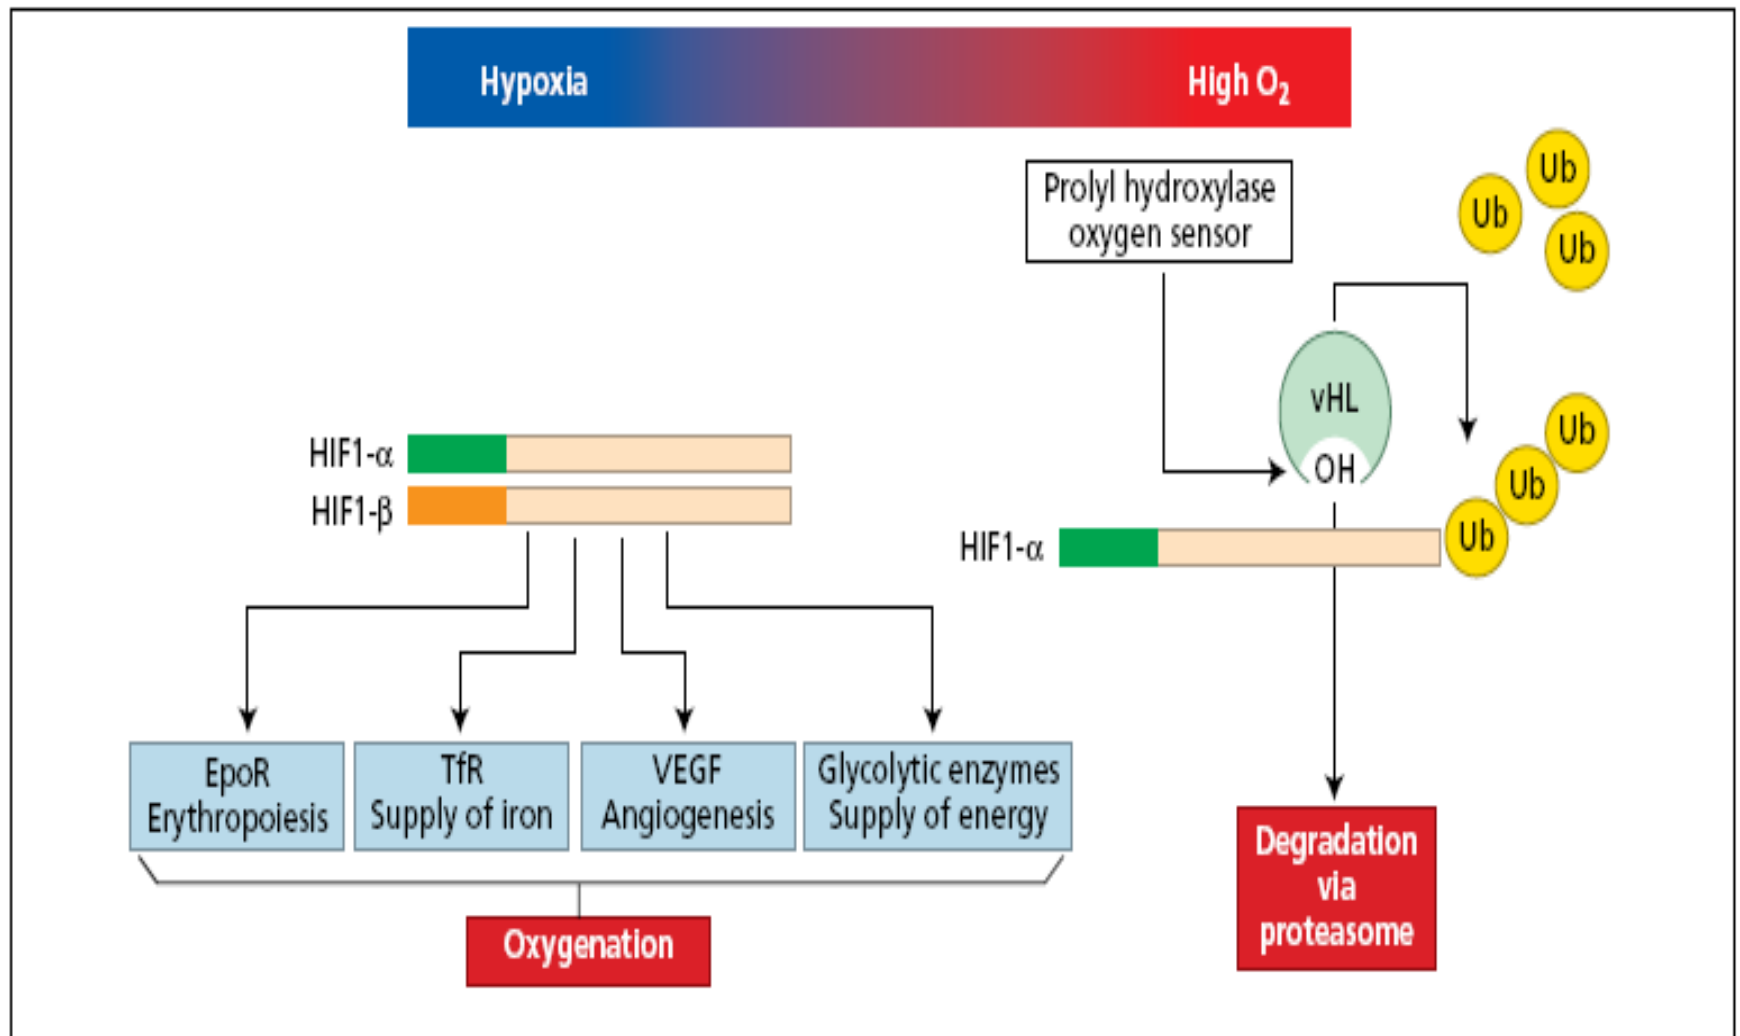 Hypoxia
High O₂
Prolyl hydroxylase
oxygen sensor
Ub
Ub
Ub
vHL
OH
HIF1-α
HIF1-β
HIF1-α
Ub
Ub
Ub
EpoR
Erythropoiesis
TfR
Supply of iron
VEGF
Angiogenesis
Glycolytic enzymes
Supply of energy
Oxygenation
Degradation
via
proteasome